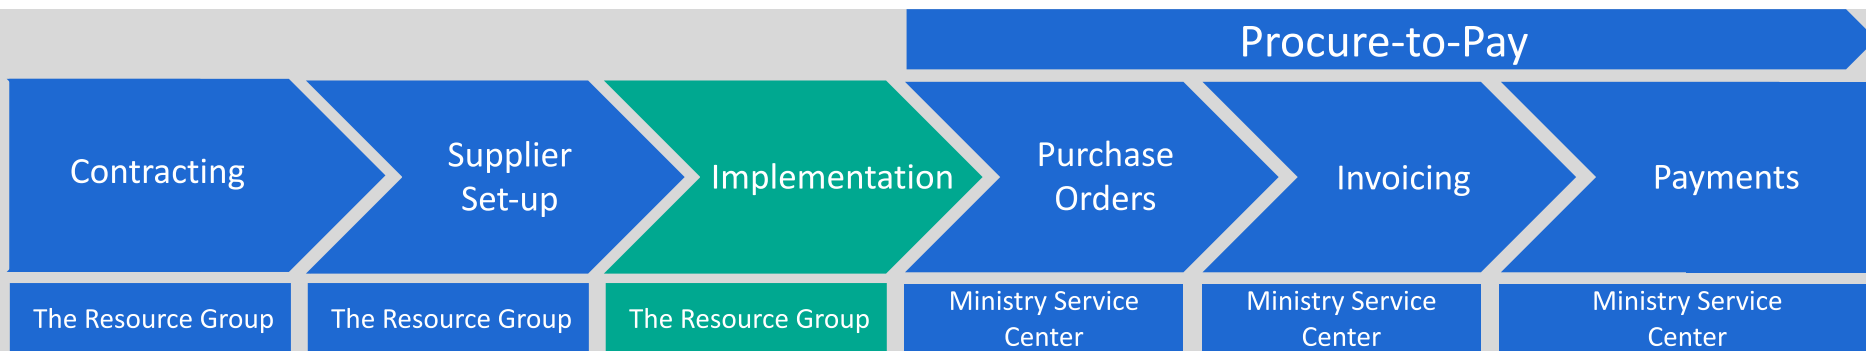 Procure-to-Pay
Contracting
Supplier
Set-up
Implementation
Purchase
Orders
Invoicing
Payments
The Resource Group
The Resource Group
The Resource Group
Ministry Service
Center
Ministry Service
Center
Ministry Service
Center